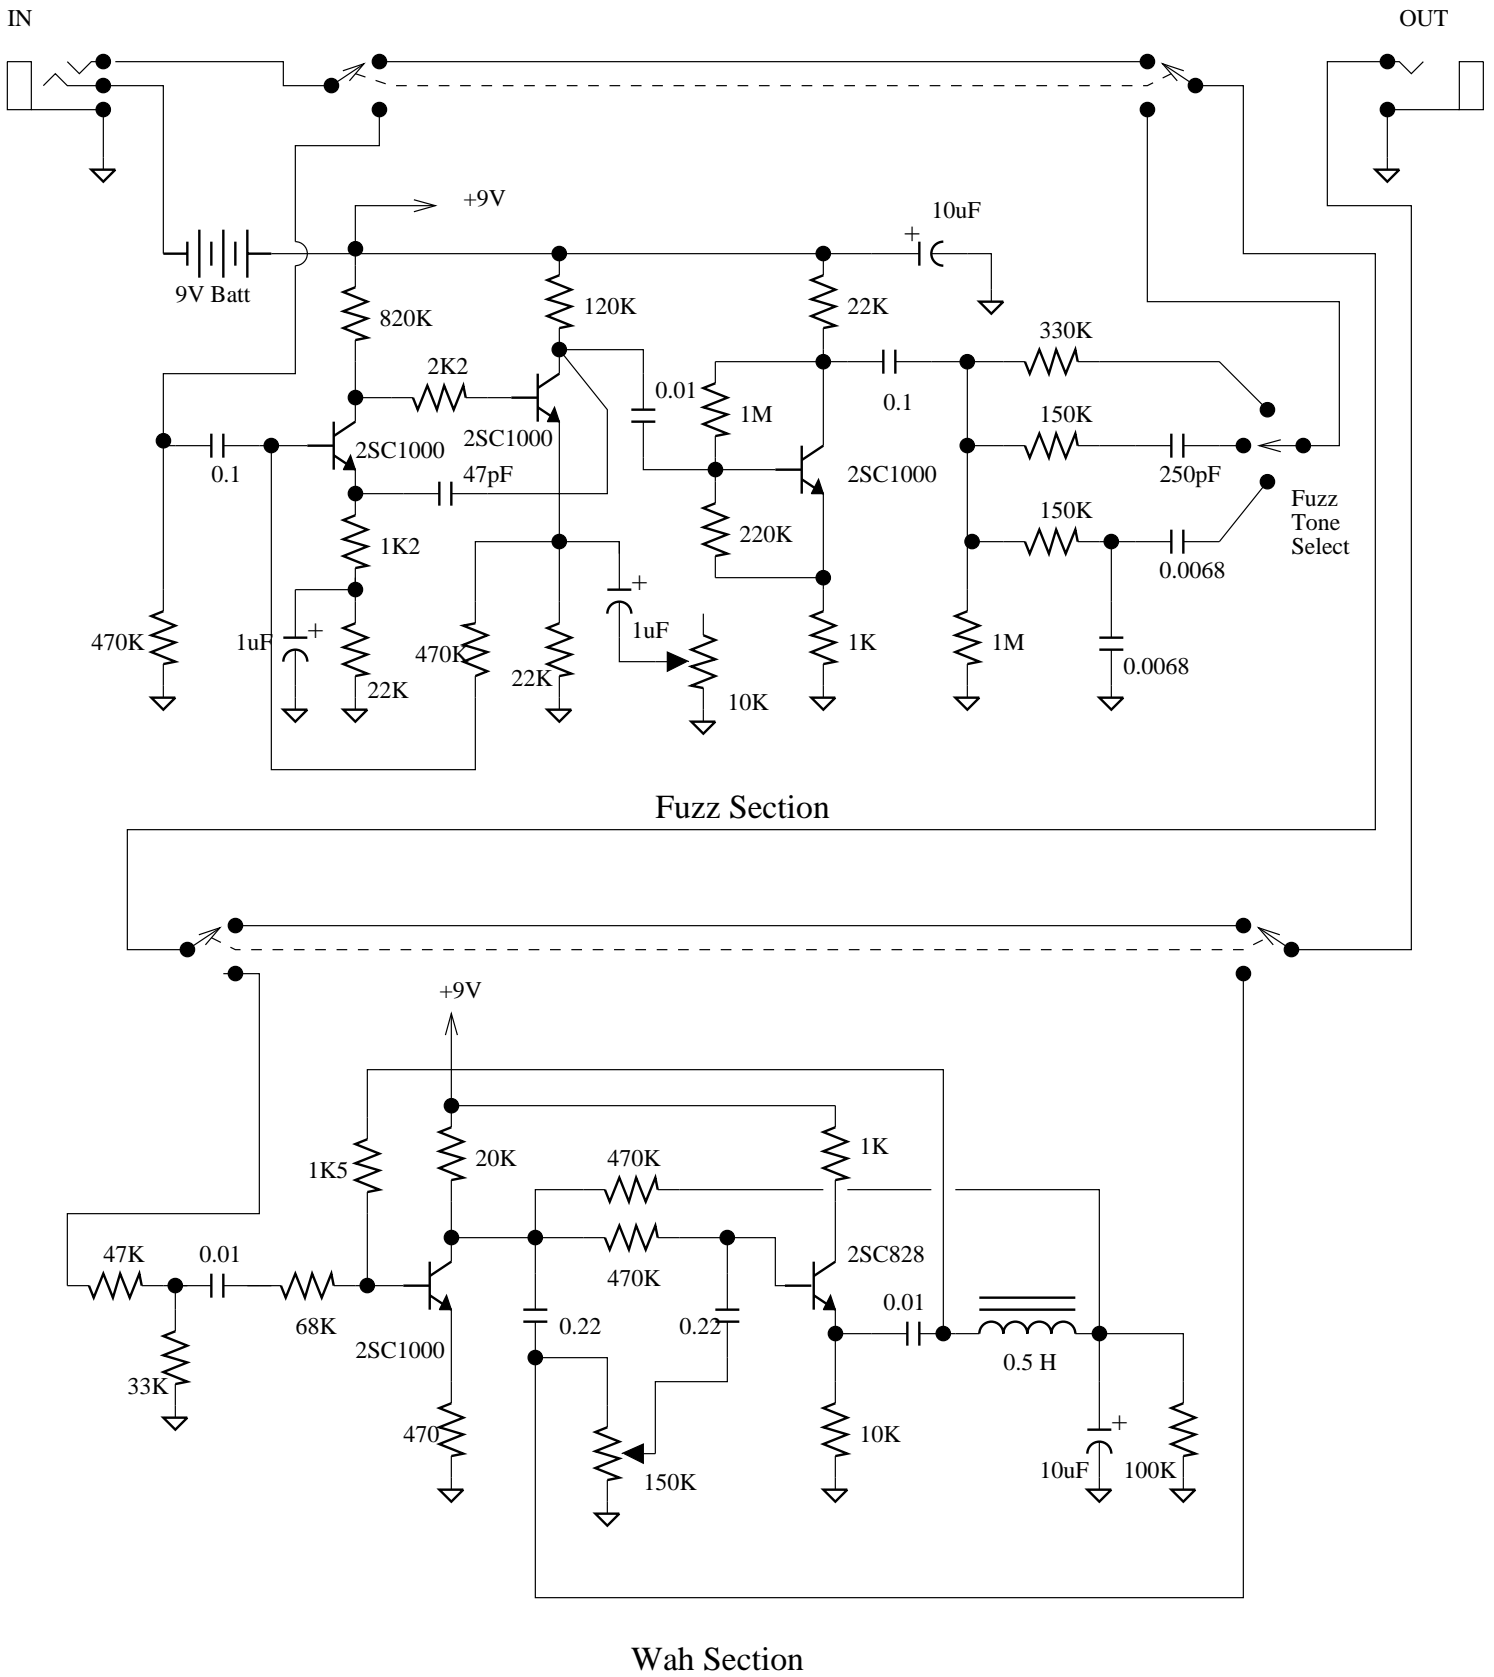 IN
OUT
+9V
10uF
9V Batt
820K
120K
22K
330K
2K2
0.01
1M
0.1
150K
2SC1000
2SC1000
0.1
47pF
2SC1000
250pF
Fuzz
Tone
Select
1K2
220K
150K
0.0068
470K
1uF
470K
1uF
1K
1M
0.0068
22K
22K
10K
Fuzz Section
+9V
1K5
20K
470K
1K
47K
0.01
470K
2SC828
68K
2SC1000
0.22
0.22
0.01
0.5 H
33K
470
10K
150K
10uF
100K
Wah Section